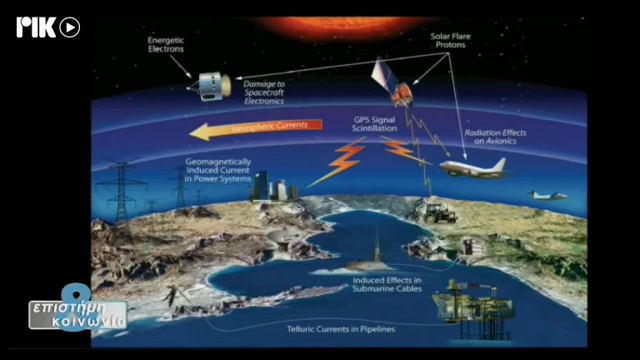 ΡΙΚ
Energetic
Electrons
Solar Flare
Protons
Damage to
Spacecraft
Electronics
Ionospheric Currents
GPS Signal
Scintillation
Radiation Effects
on Avionics
Geomagnetically
Induced Current
in Power Systems
Induced Effects in
Submarine Cables
Telluric Currents in Pipelines
επιστήμη
& κοινωνία